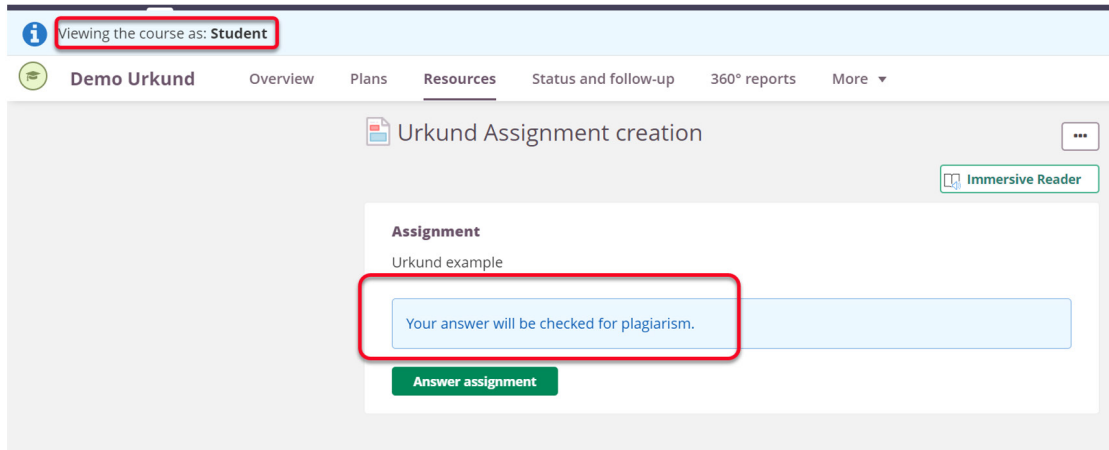 Viewing the course as: Student
Demo Urkund Overview Plans Resources Status and follow-up 360° reports More
Urkund Assignment creation
...
Immersive Reader
Assignment
Urkund example
Your answer will be checked for plagiarism.
Answer assignment